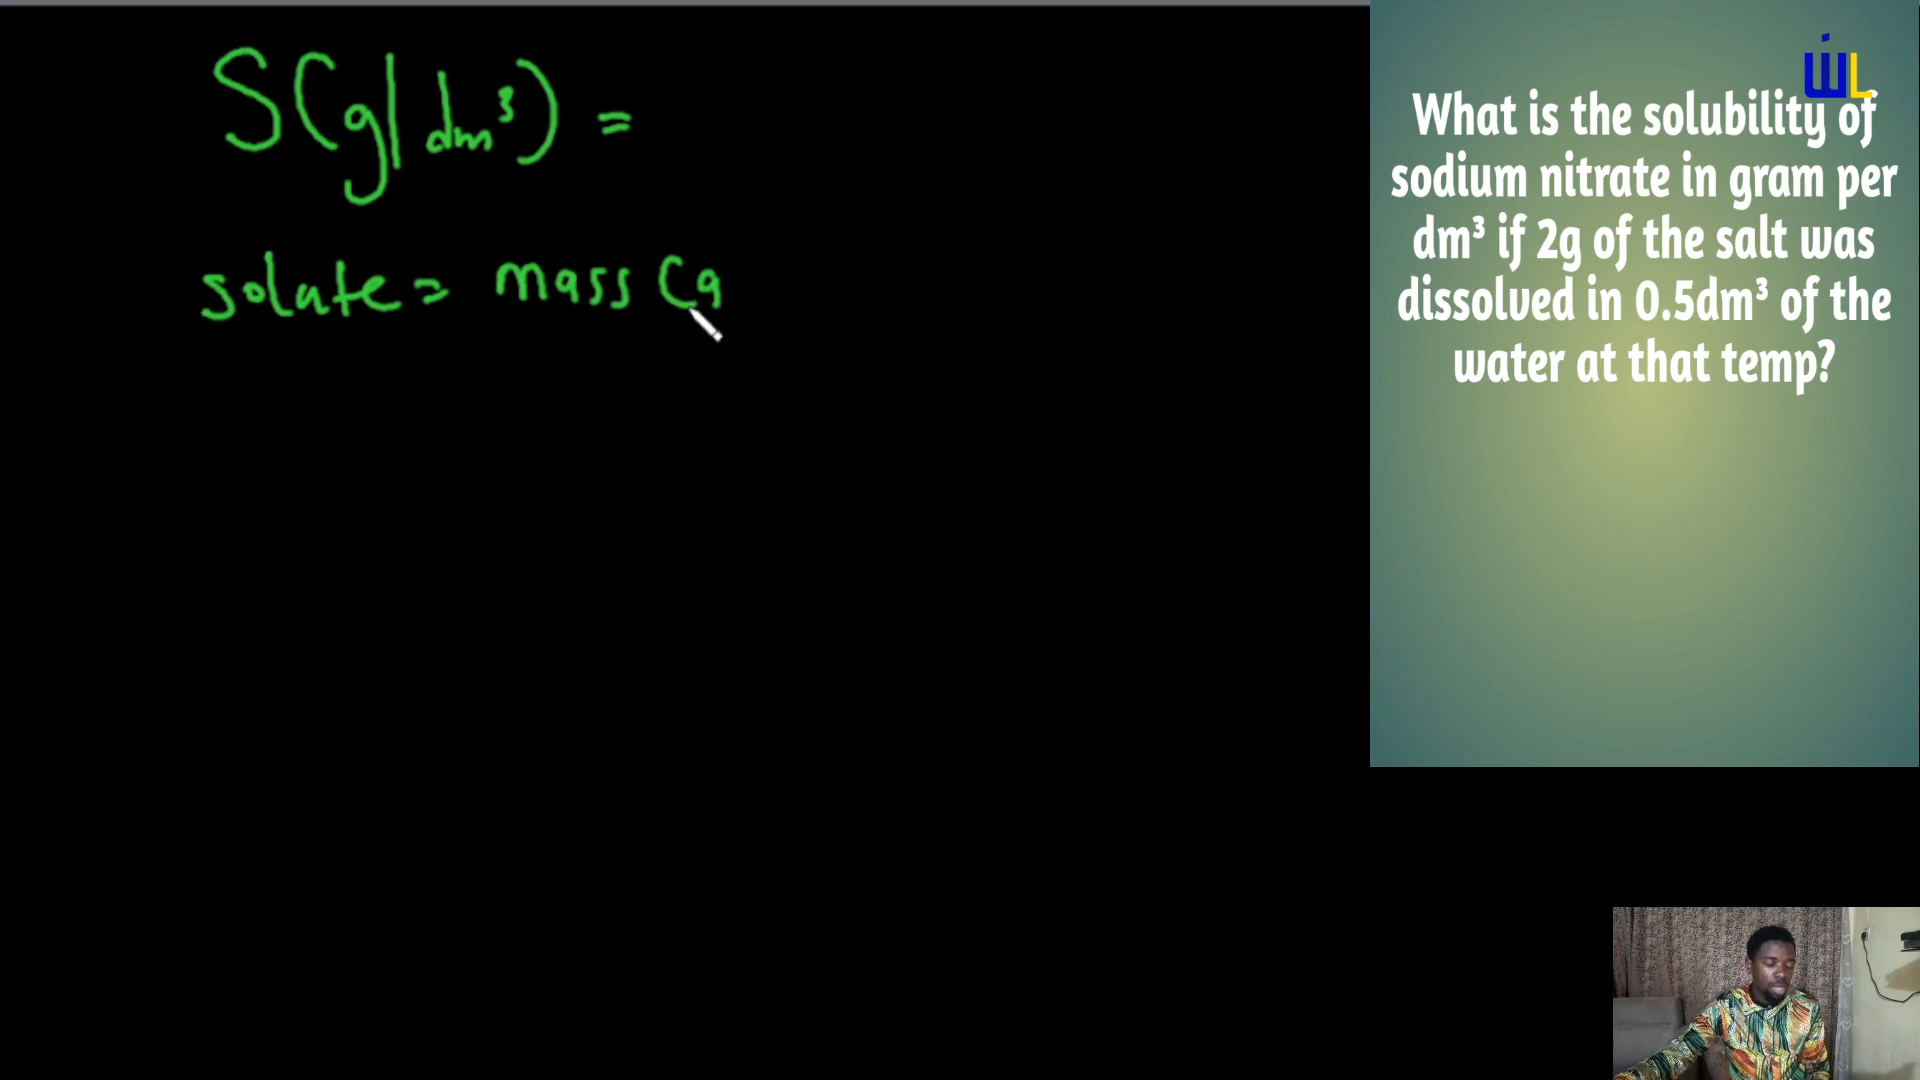 S(g/dm³) =
solute = mass (g
WL
What is the solubility of
sodium nitrate in gram per
dm³ if 2g of the salt was
dissolved in 0.5dm³ of the
water at that temp?